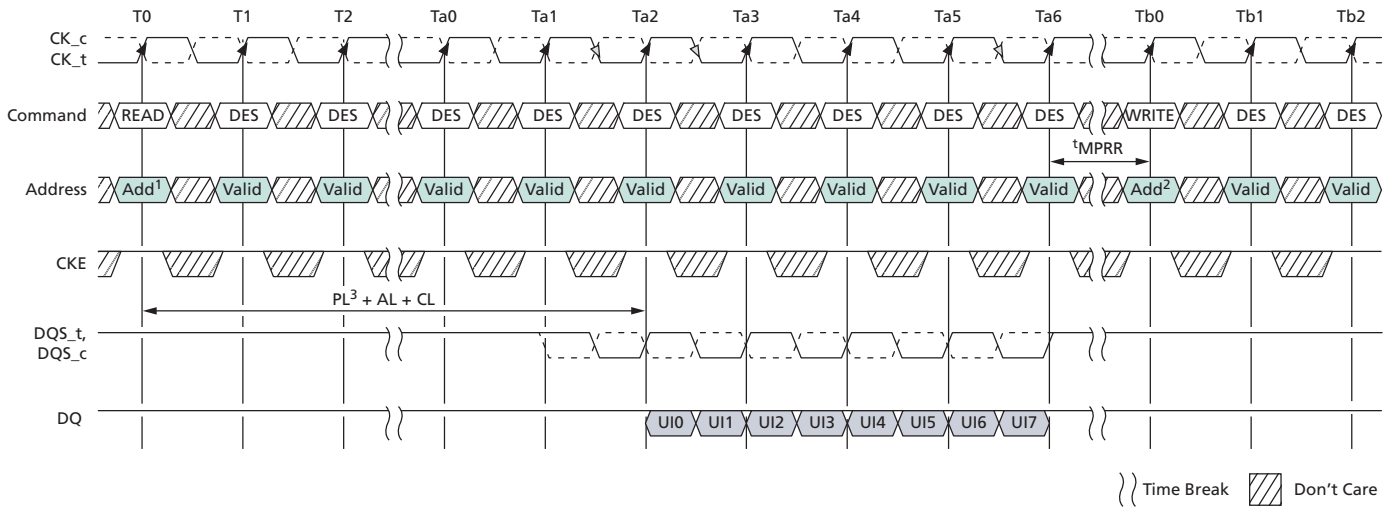 T0 T1 T2 Ta0 Ta1 Ta2 Ta3 Ta4 Ta5 Ta6 Tb0 Tb1 Tb2
CK_c
CK_t
Command READ DES DES DES DES DES DES DES DES DES WRITE DES DES
tMPRR
Address Add1 Valid Valid Valid Valid Valid Valid Valid Valid Valid Add2 Valid Valid
CKE
PL3 + AL + CL
DQS_t,
DQS_c
DQ UI0 UI1 UI2 UI3 UI4 UI5 UI6 UI7
Time Break Don't Care